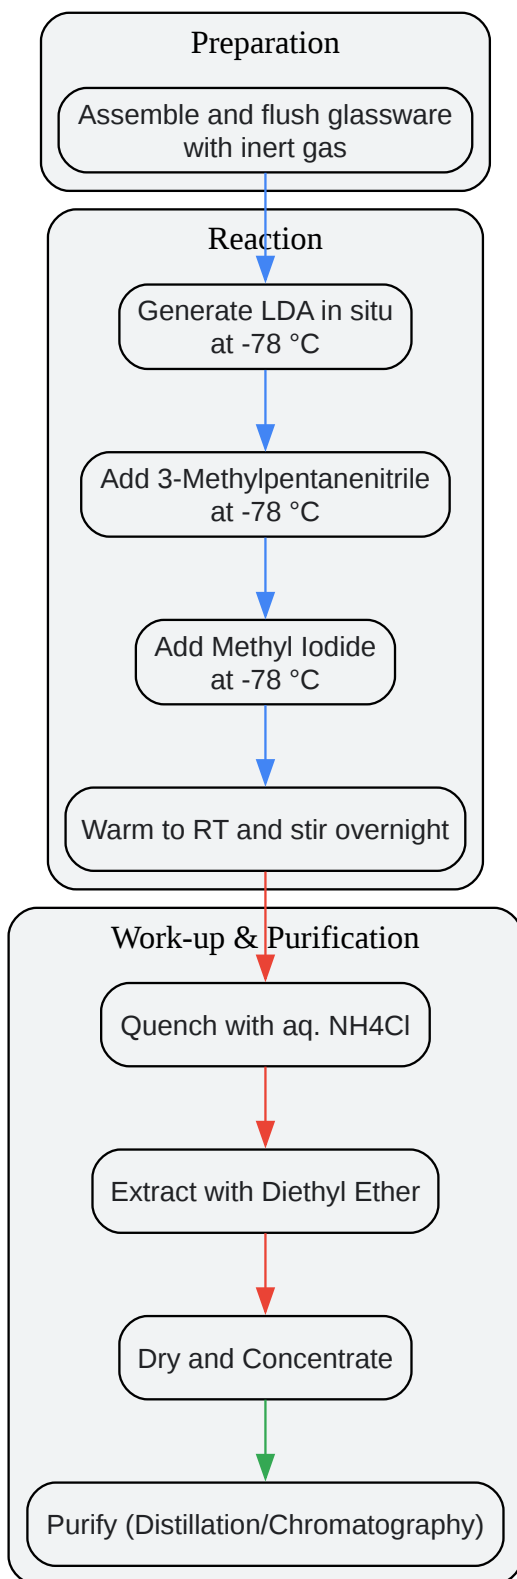 Preparation
Assemble and flush glassware
with inert gas
Reaction
Generate LDA in situ
at -78 °C
Add 3-Methylpentanenitrile
at -78 °C
Add Methyl Iodide
at -78 °C
Warm to RT and stir overnight
Work-up & Purification
Quench with aq. NH4Cl
Extract with Diethyl Ether
Dry and Concentrate
Purify (Distillation/Chromatography)